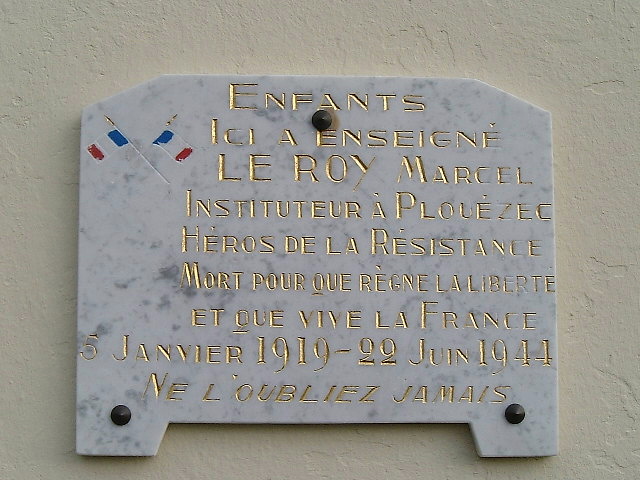 ENFANTS
ICI A ENSEIGNÉ
LE ROY MARCEL
INSTITUTEUR À PLOUÉZEC
HÉROS DE LA RÉSISTANCE
MORT POUR QUE RÈGNE LA LIBERTÉ
ET QUE VIVE LA FRANCE
5 JANVIER 1919-22 JUIN 1944
NE L'OUBLIEZ JAMAIS